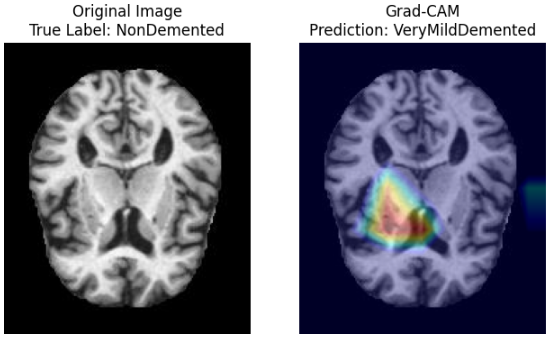 Original Image
True Label: NonDemented
Grad-CAM
Prediction: VeryMildDemented